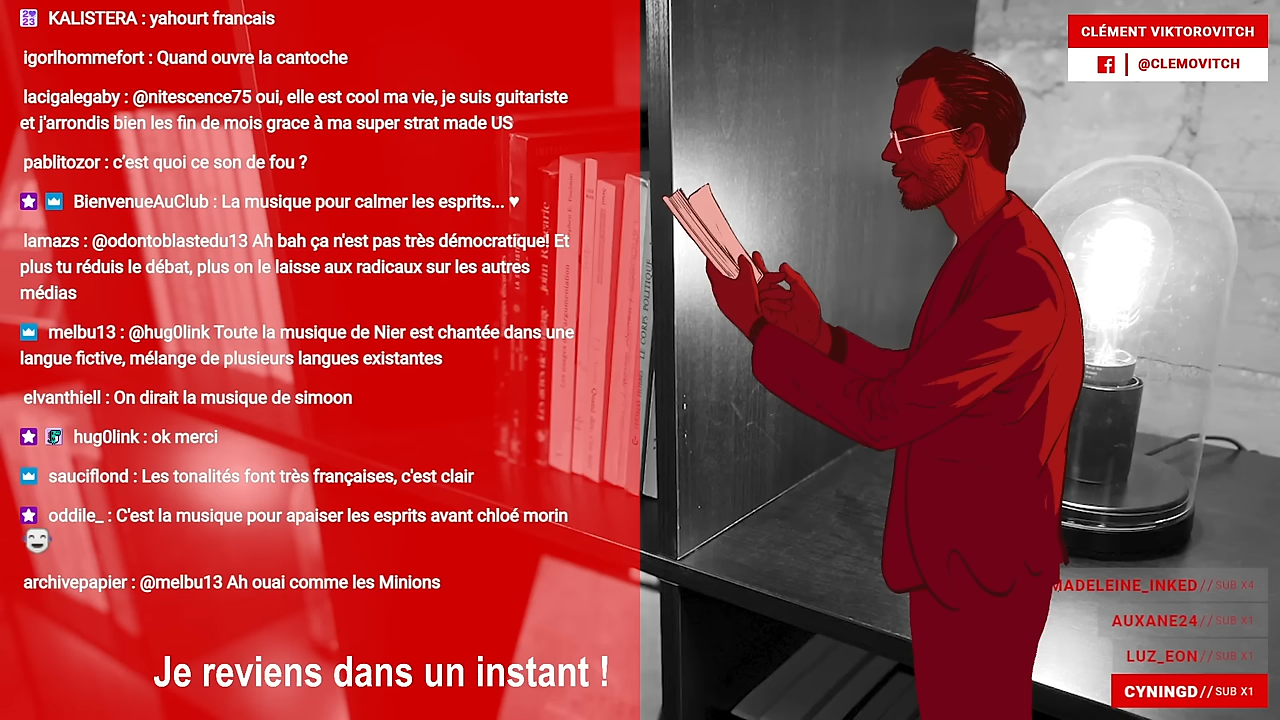 KALISTERA : yahourt francais
igorlhommefort : Quand ouvre la cantoche
lacigalegaby : @nitescence75 oui, elle est cool ma vie, je suis guitariste
et j'arrondis bien les fin de mois grace à ma super strat made US
pablitozor : c'est quoi ce son de fou ?
BienvenueAuClub : La musique pour calmer les esprits... ♥
lamazs : @odontoblastedu13 Ah bah ça n'est pas très démocratique! Et
plus tu réduis le débat, plus on le laisse aux radicaux sur les autres
médias
melbu13 : @hug0link Toute la musique de Nier est chantée dans une
langue fictive, mélange de plusieurs langues existantes
elvanthiell : On dirait la musique de simoon
hug0link : ok merci
sauciflond : Les tonalités font très françaises, c'est clair
oddile_ : C'est la musique pour apaiser les esprits avant chloé morin
archivepapier : @melbu13 Ah ouai comme les Minions
Je reviens dans un instant !
CLÉMENT VIKTOROVITCH
@CLEMOVITCH
LE CORPS POLITIQUE
MADELEINE_INKED // SUB X4
AUXANE24 // SUB X1
LUZ_EON // SUB X1
CYNINGD // SUB X1